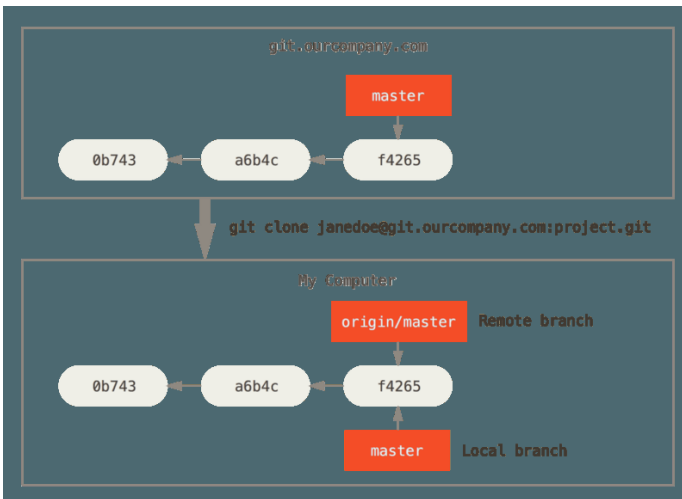 git.ourcompany.com
master
0b743 a6b4c f4265
git clone janedoe@git.ourcompany.com:project.git
My Computer
origin/master Remote branch
0b743 a6b4c f4265
master Local branch